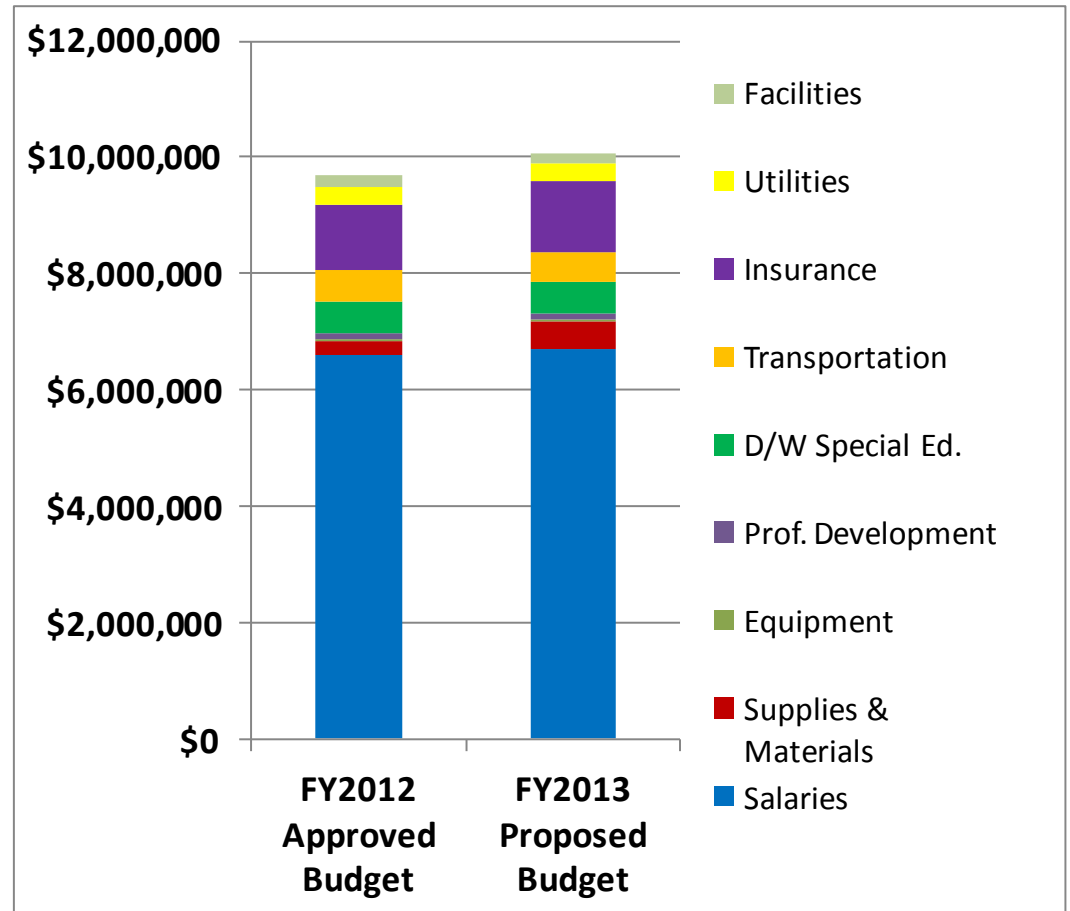 $12,000,000
$10,000,000
$8,000,000
$6,000,000
$4,000,000
$2,000,000
$0
FY2012
Approved
Budget
FY2013
Proposed
Budget
Facilities
Utilities
Insurance
Transportation
D/W Special Ed.
Prof. Development
Equipment
Supplies &
Materials
Salaries